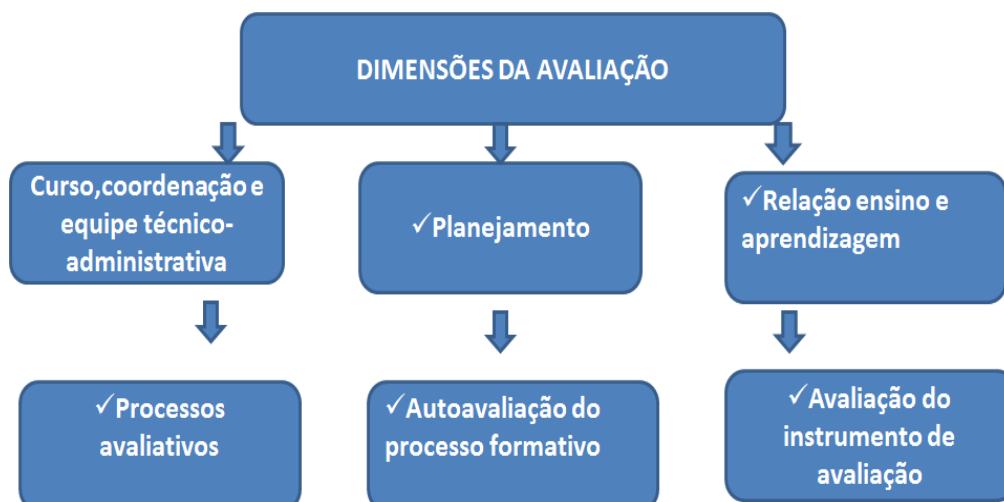 DIMENSÕES DA AVALIAÇÃO
Curso,coordenação e
equipe técnico-
administrativa
✓Planejamento
✓Relação ensino e
aprendizagem
✓Processos
avaliativos
✓Autoavaliação do
processo formativo
✓Avaliação do
instrumento de
avaliação